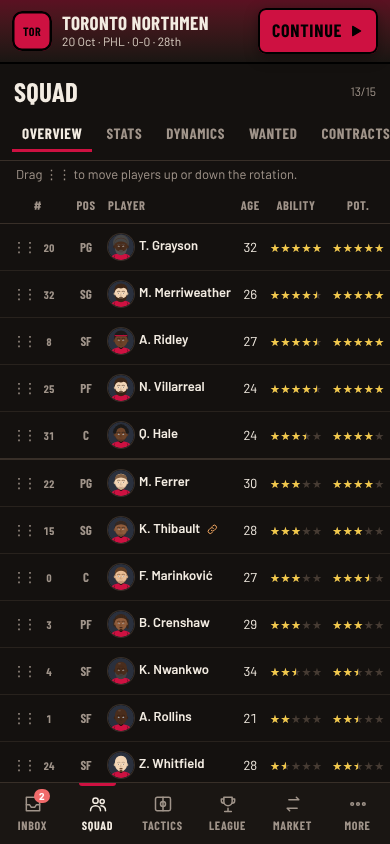 TOR
TORONTO NORTHMEN
20 Oct · PHL · 0-0 · 28th
CONTINUE
SQUAD
13/15
OVERVIEW STATS DYNAMICS WANTED CONTRACTS
Drag ⋮⋮ to move players up or down the rotation.
# POS PLAYER AGE ABILITY POT.
20 PG T. Grayson 32
32 SG M. Merriweather 26
8 SF A. Ridley 27
25 PF N. Villarreal 24
31 C Q. Hale 24
22 PG M. Ferrer 30
15 SG K. Thibault 28
0 C F. Marinković 27
3 PF B. Crenshaw 29
4 SF K. Nwankwo 34
1 SF A. Rollins 21
24 SF Z. Whitfield 28
2
INBOX SQUAD TACTICS LEAGUE MARKET MORE